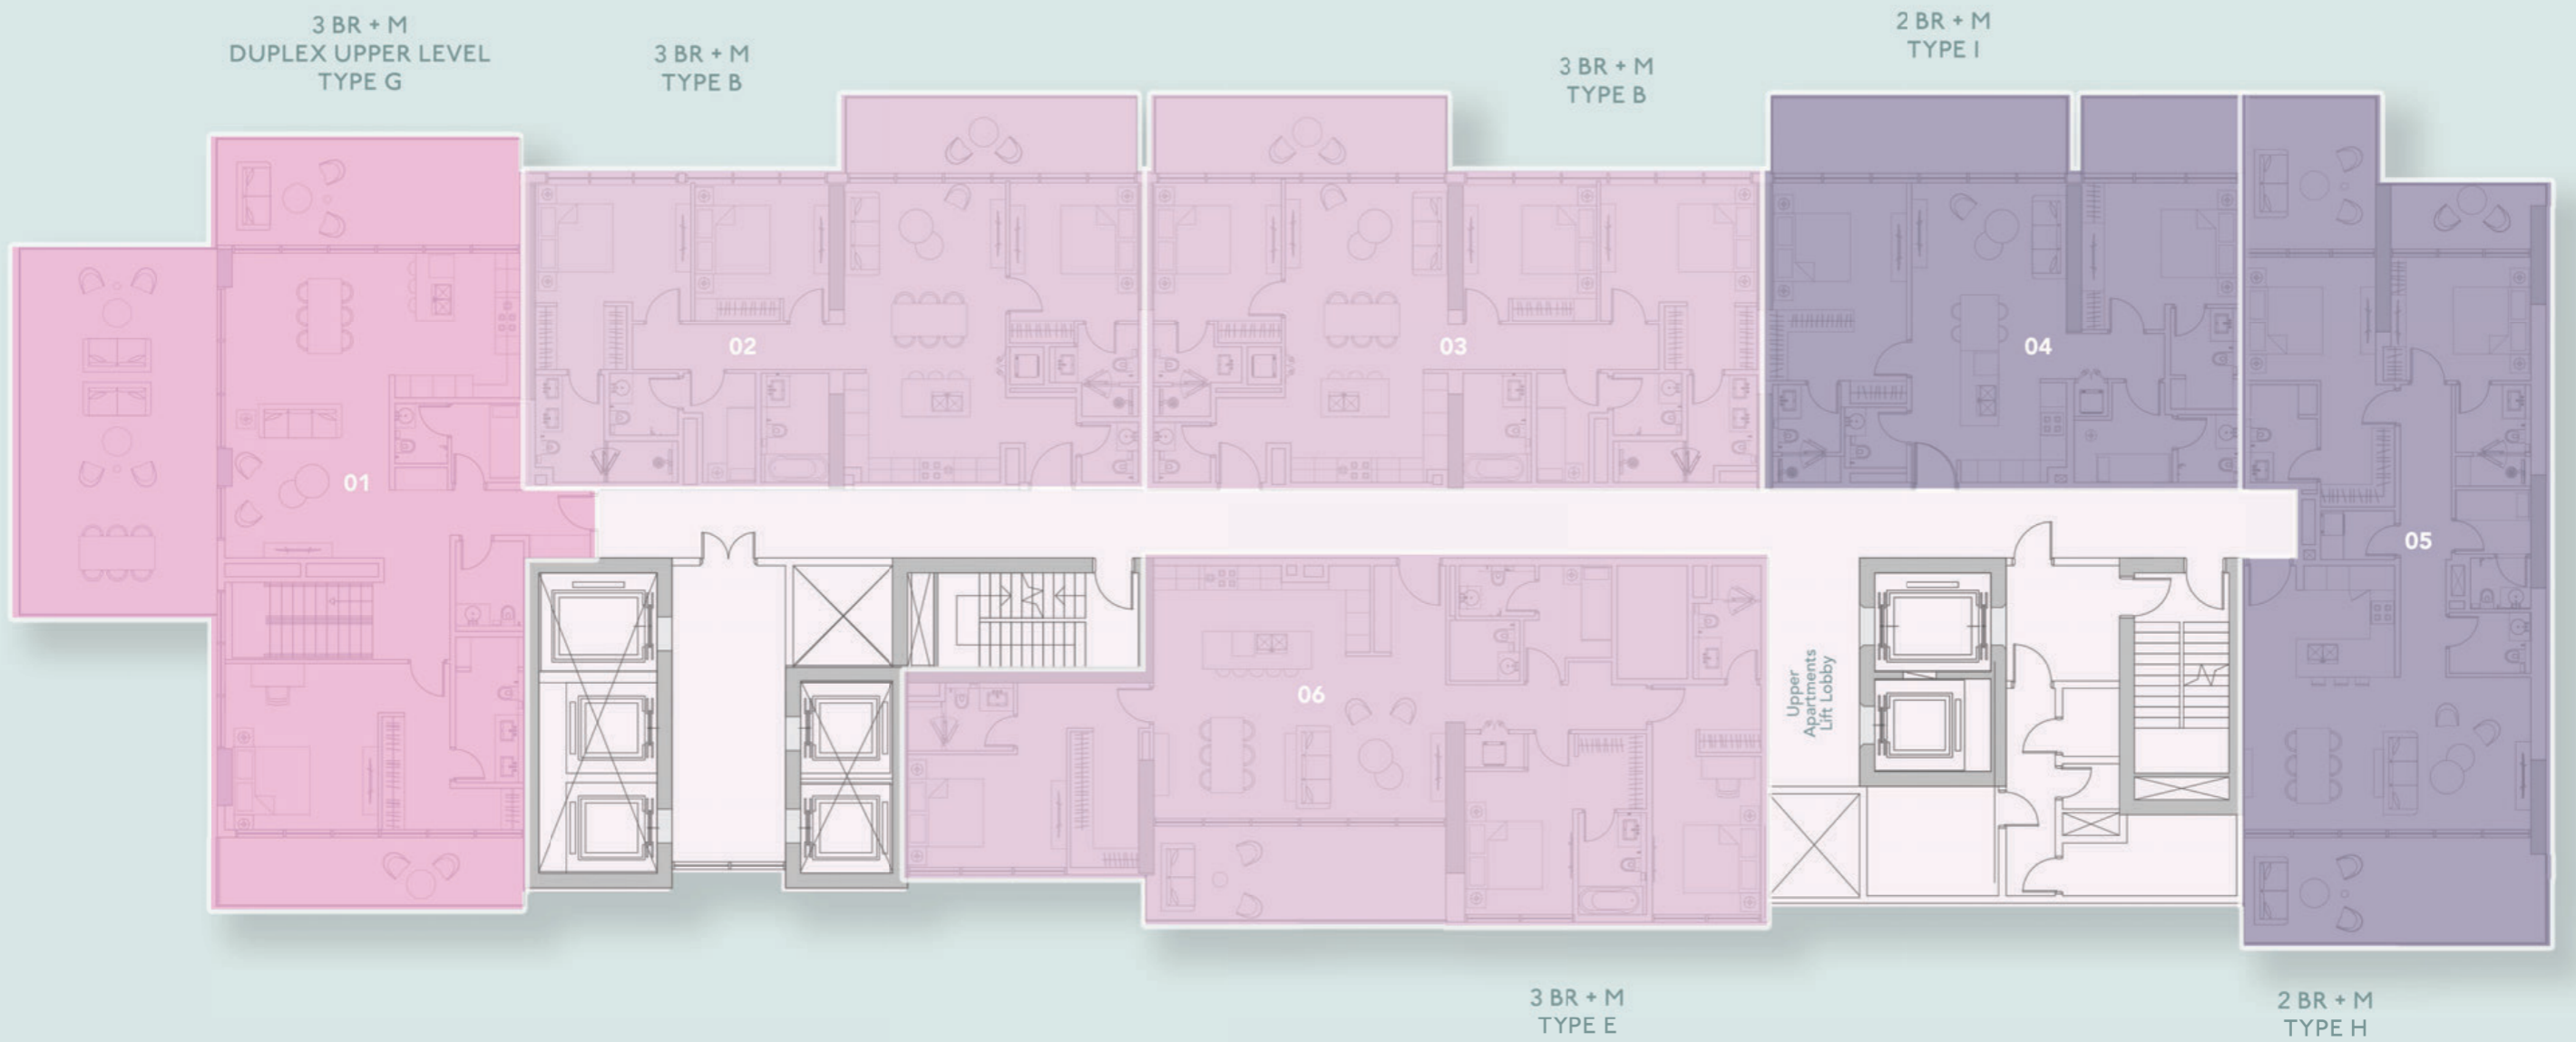 3 BR + M
DUPLEX UPPER LEVEL
TYPE G
3 BR + M
TYPE B
3 BR + M
TYPE B
2 BR + M
TYPE I
01
02
03
04
05
06
Upper
Apartments
Lift Lobby
3 BR + M
TYPE E
2 BR + M
TYPE H